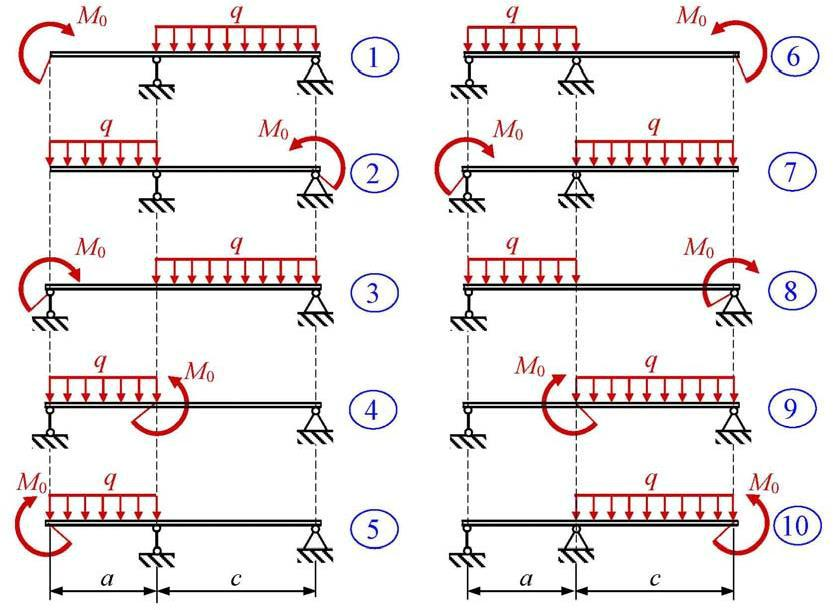 M₀ q 1
q M₀ 2
M₀ q 3
q M₀ 4
M₀ q 5
a c
q M₀ 6
M₀ q 7
q M₀ 8
M₀ q 9
q M₀ 10
a c